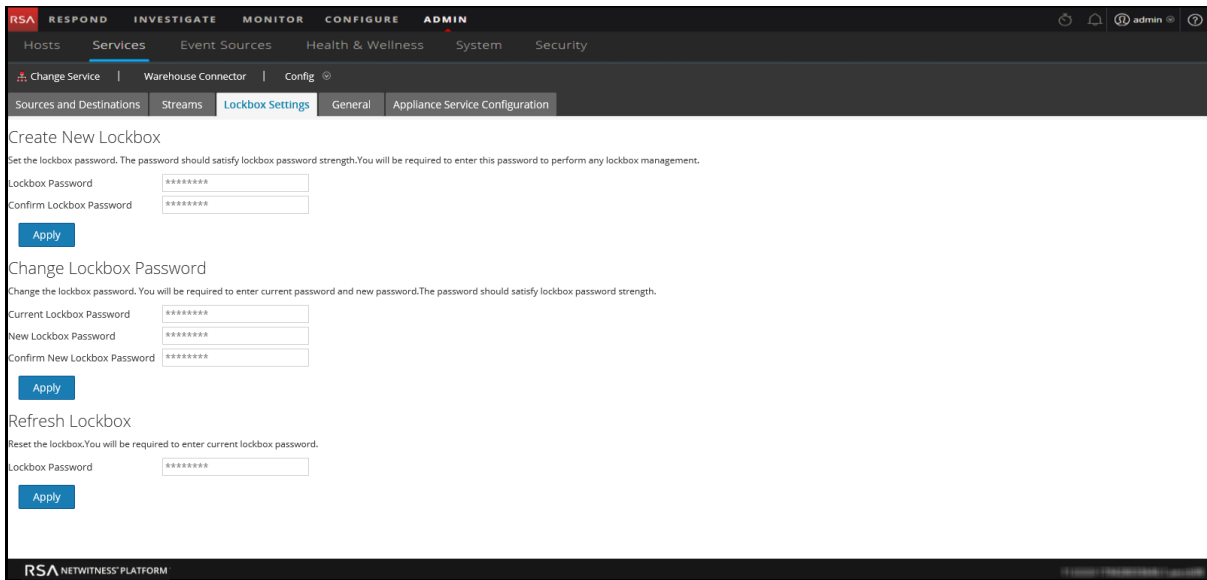 RSA RESPOND INVESTIGATE MONITOR CONFIGURE ADMIN admin ?
Hosts Services Event Sources Health & Wellness System Security
Change Service | Warehouse Connector | Config
Sources and Destinations Streams Lockbox Settings General Appliance Service Configuration
Create New Lockbox
Set the lockbox password. The password should satisfy lockbox password strength.You will be required to enter this password to perform any lockbox management.
Lockbox Password ********
Confirm Lockbox Password ********
Apply
Change Lockbox Password
Change the lockbox password. You will be required to enter current password and new password.The password should satisfy lockbox password strength.
Current Lockbox Password ********
New Lockbox Password ********
Confirm New Lockbox Password ********
Apply
Refresh Lockbox
Reset the lockbox.You will be required to enter current lockbox password.
Lockbox Password ********
Apply
RSA NETWITNESS® PLATFORM